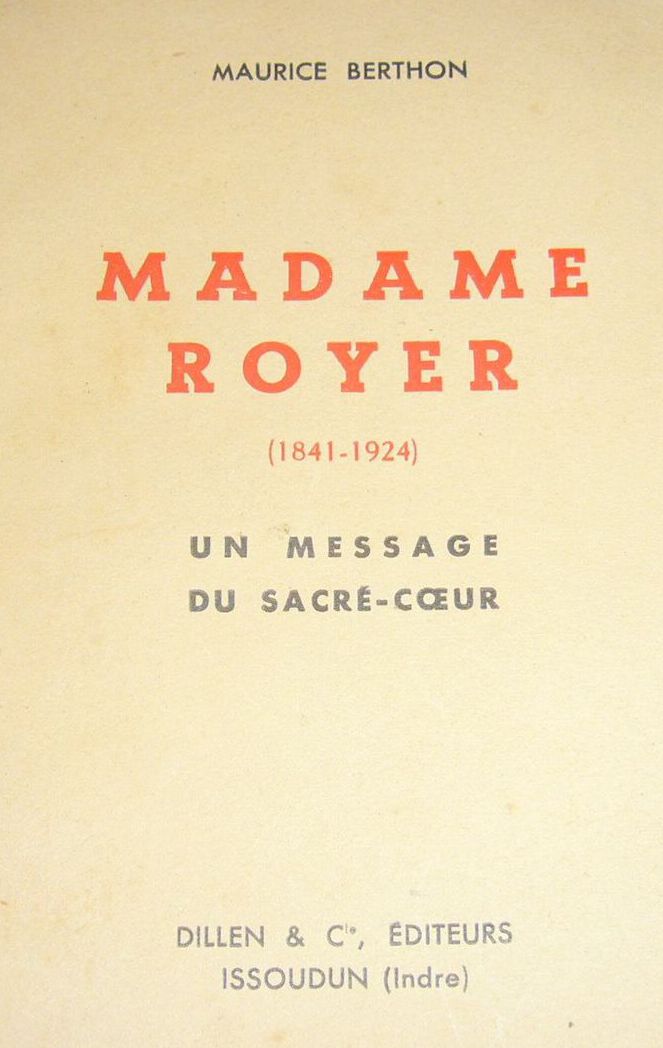 MAURICE BERTHON
MADAME
ROYER
(1841-1924)
UN MESSAGE
DU SACRÉ-CŒUR
DILLEN & Cie, ÉDITEURS
ISSOUDUN (Indre)